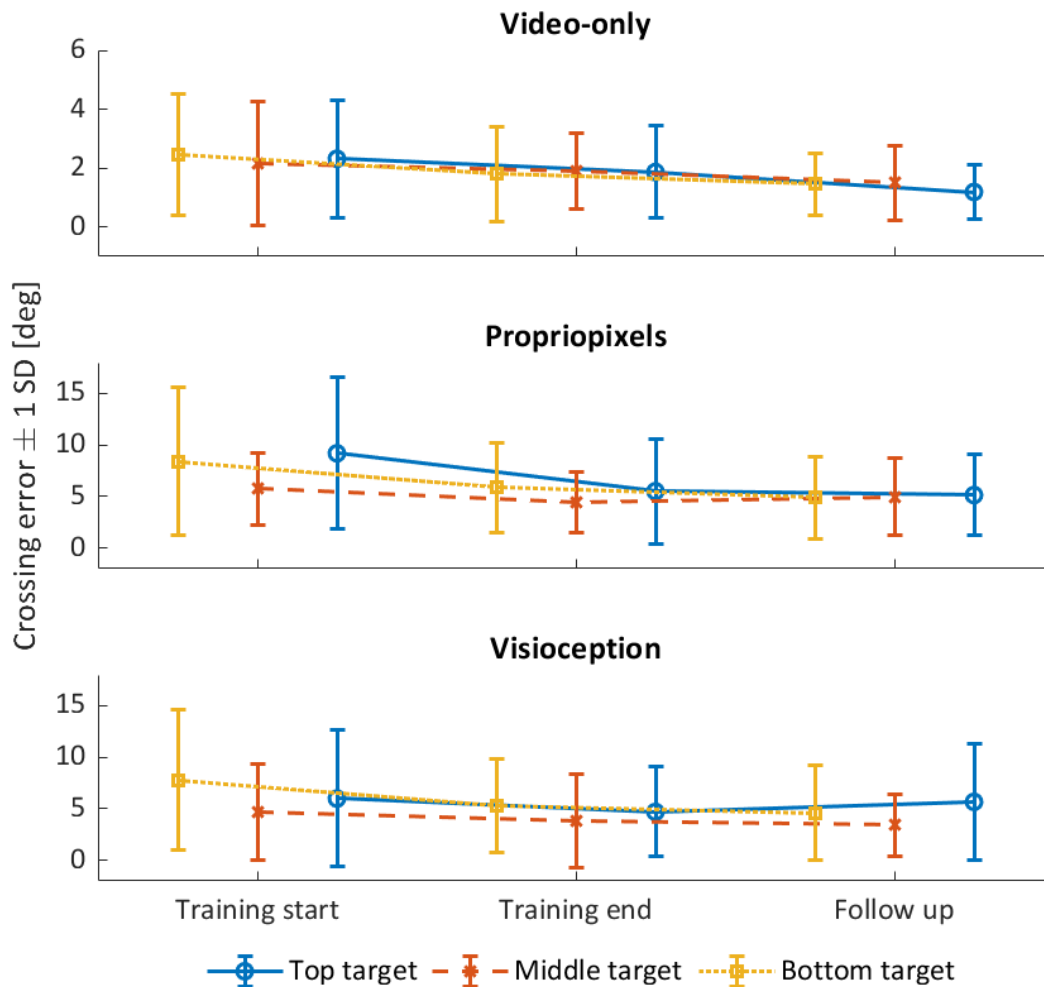 Video-only
6
4
2
0
Crossing error ± 1 SD [deg]
Propriopixels
15
10
5
0
Visioception
15
10
5
0
Training start Training end Follow up
Top target Middle target Bottom target